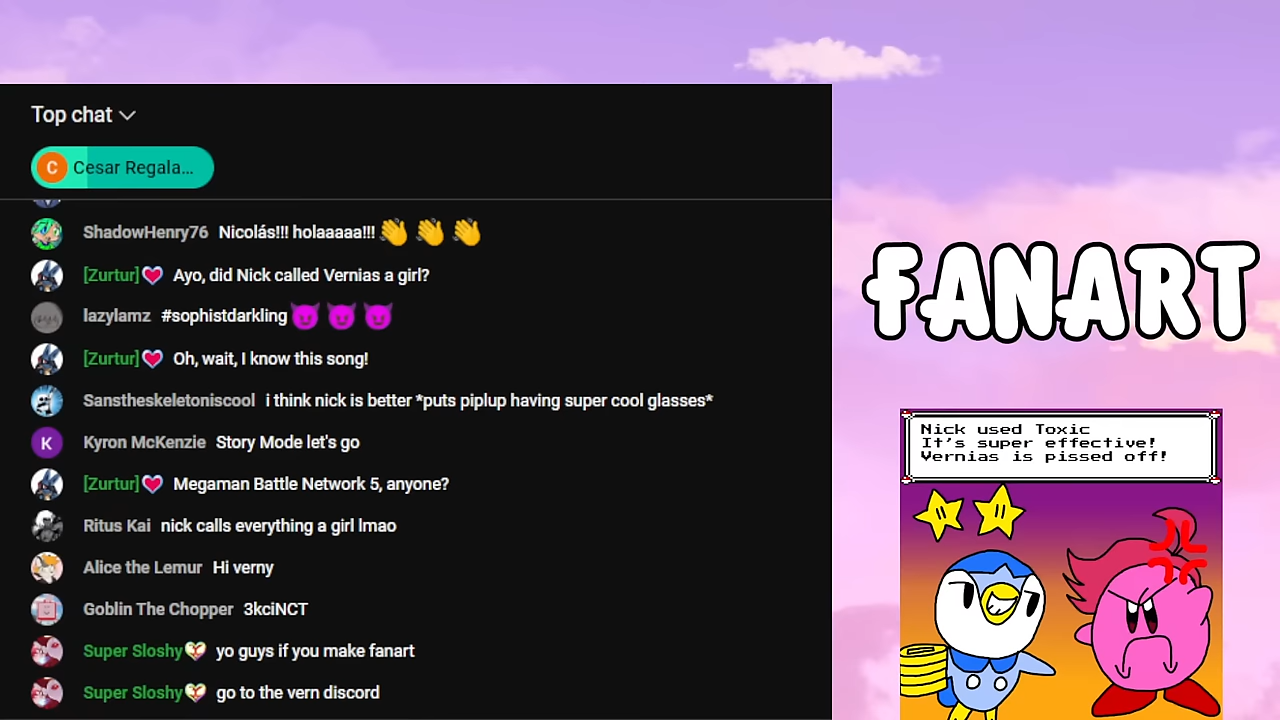 Top chat
C Cesar Regala...
ShadowHenry76 Nicolás!!! holaaaaa!!! 👋 👋 👋
[Zurtur] Ayo, did Nick called Vernias a girl?
lazylamz #sophistdarkling 😈 😈 😈
[Zurtur] Oh, wait, I know this song!
Sanstheskeletoniscool i think nick is better *puts piplup having super cool glasses*
K Kyron McKenzie Story Mode let's go
[Zurtur] Megaman Battle Network 5, anyone?
Ritus Kai nick calls everything a girl lmao
Alice the Lemur Hi verny
Goblin The Chopper 3kciNCT
Super Sloshy yo guys if you make fanart
Super Sloshy go to the vern discord
FANART
Nick used Toxic
It's super effective!
Vernias is pissed off!